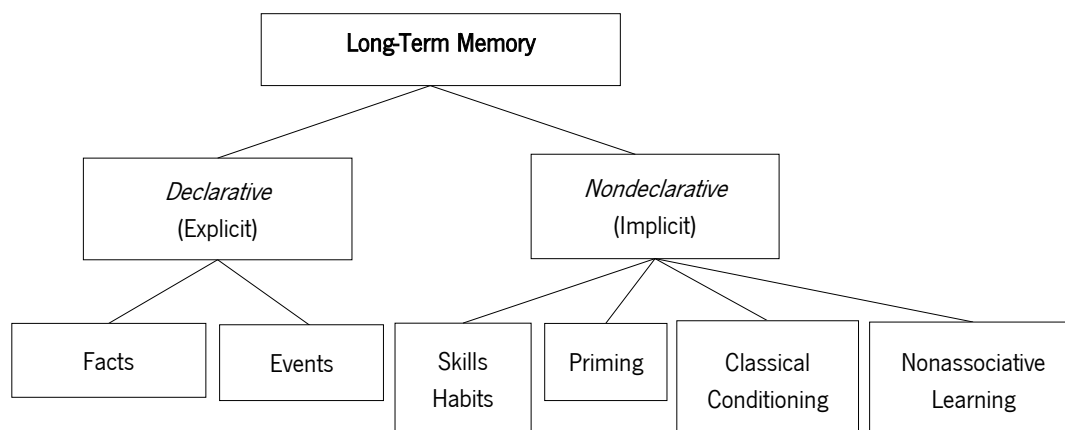 Long-Term Memory
Declarative
(Explicit)
Nondeclarative
(Implicit)
Facts
Events
Skills
Habits
Priming
Classical
Conditioning
Nonassociative
Learning